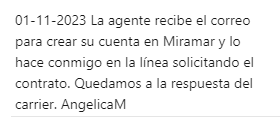 01-11-2023 La agente recibe el correo
para crear su cuenta en Miramar y lo
hace conmigo en la línea solicitando el
contrato. Quedamos a la respuesta del
carrier. AngelicaM